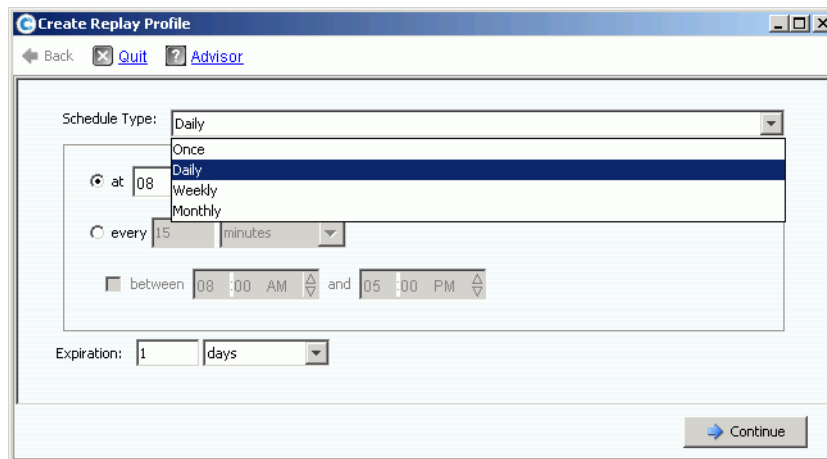 Create Replay Profile
Back Quit ? Advisor
Schedule Type: Daily
Once
Daily
Weekly
Monthly
at 08
every 15 minutes
between 08 :00 AM and 05 :00 PM
Expiration: 1 days
Continue